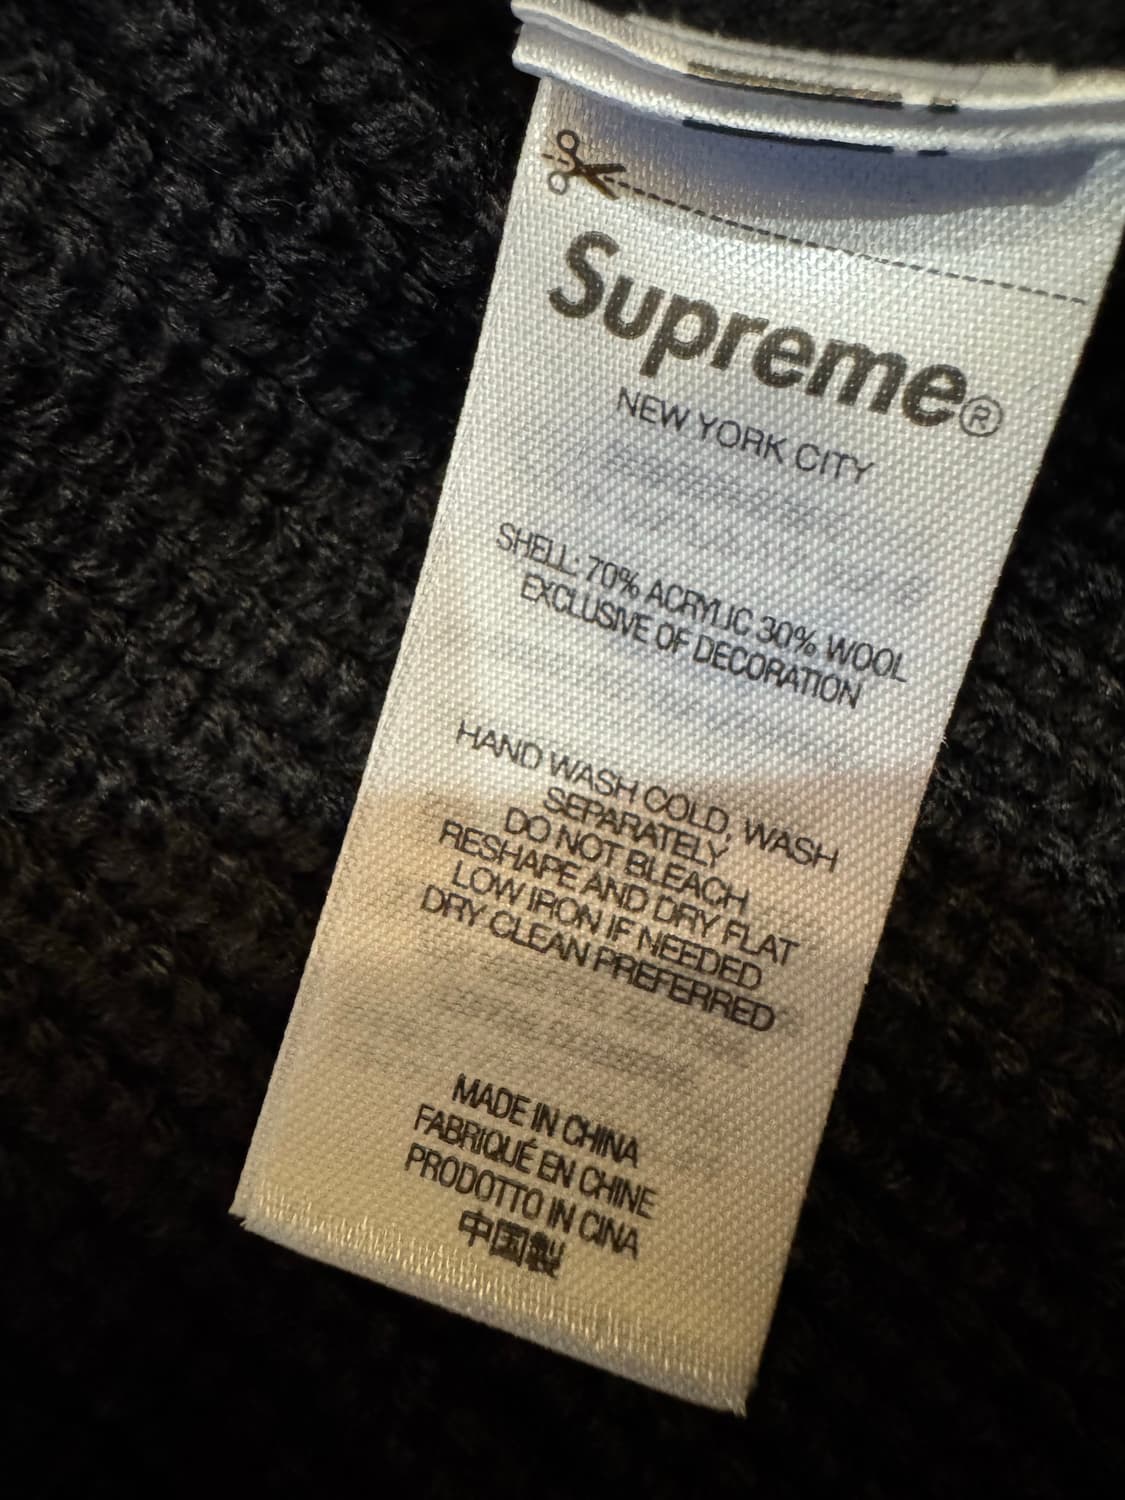 Supreme®
NEW YORK CITY
SHELL: 70% ACRYLIC 30% WOOL
EXCLUSIVE OF DECORATION
HAND WASH COLD, WASH
SEPARATELY
DO NOT BLEACH
RESHAPE AND DRY FLAT
LOW IRON IF NEEDED
DRY CLEAN PREFERRED
MADE IN CHINA
FABRIQUÉ EN CHINE
PRODOTTO IN CINA
中国製